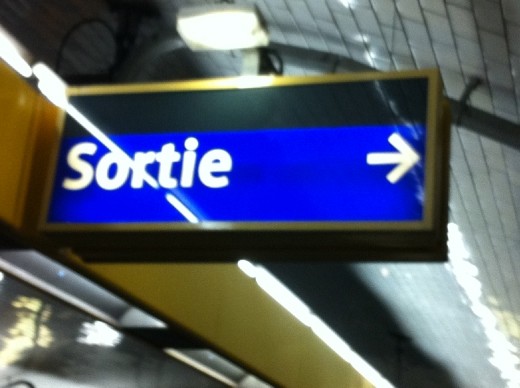 Sortie →